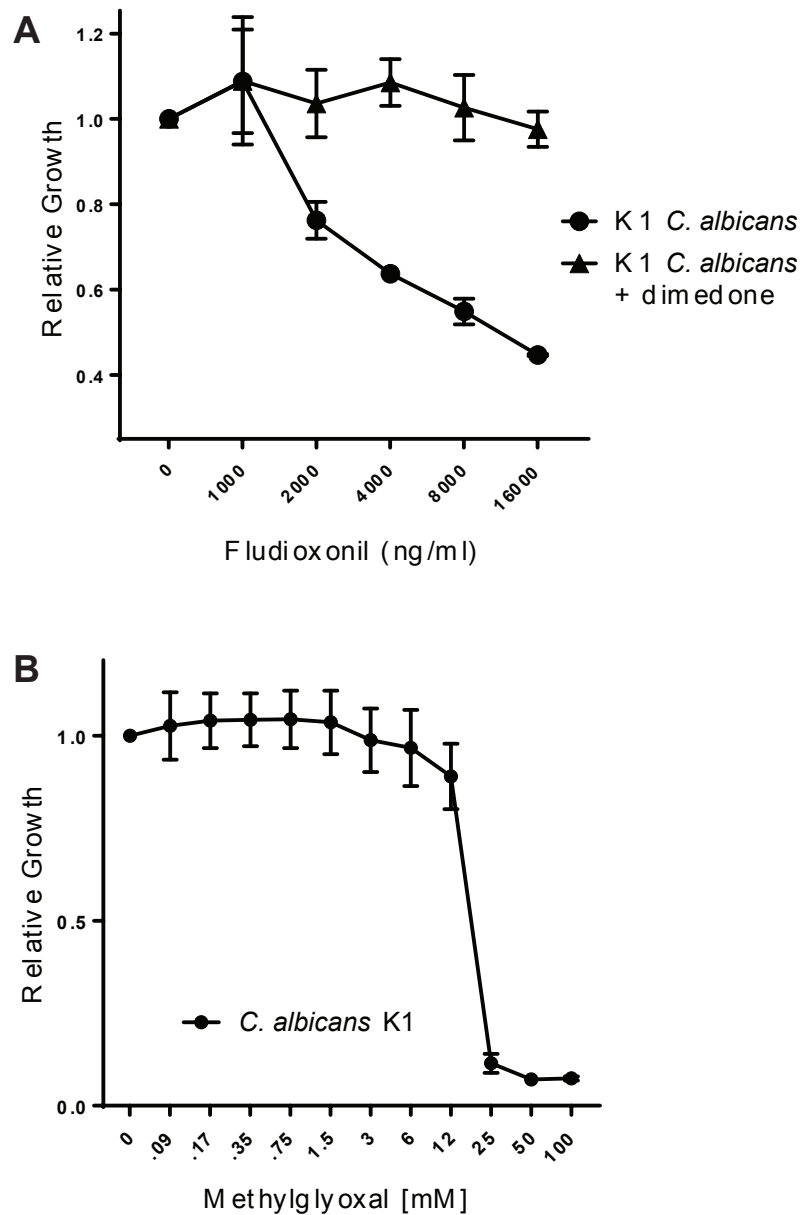 A
1.2
1.0
0.8
0.6
0.4
Relative Growth
0
1000
2000
4000
8000
16000
Fludioxonil (ng/ml)
K1 C. albicans
K1 C. albicans
+ dimedone
B
1.0
0.5
0.0
Relative Growth
C. albicans K1
0
.09
.17
.35
.75
1.5
3
6
12
25
50
100
Methylglyoxal [mM]